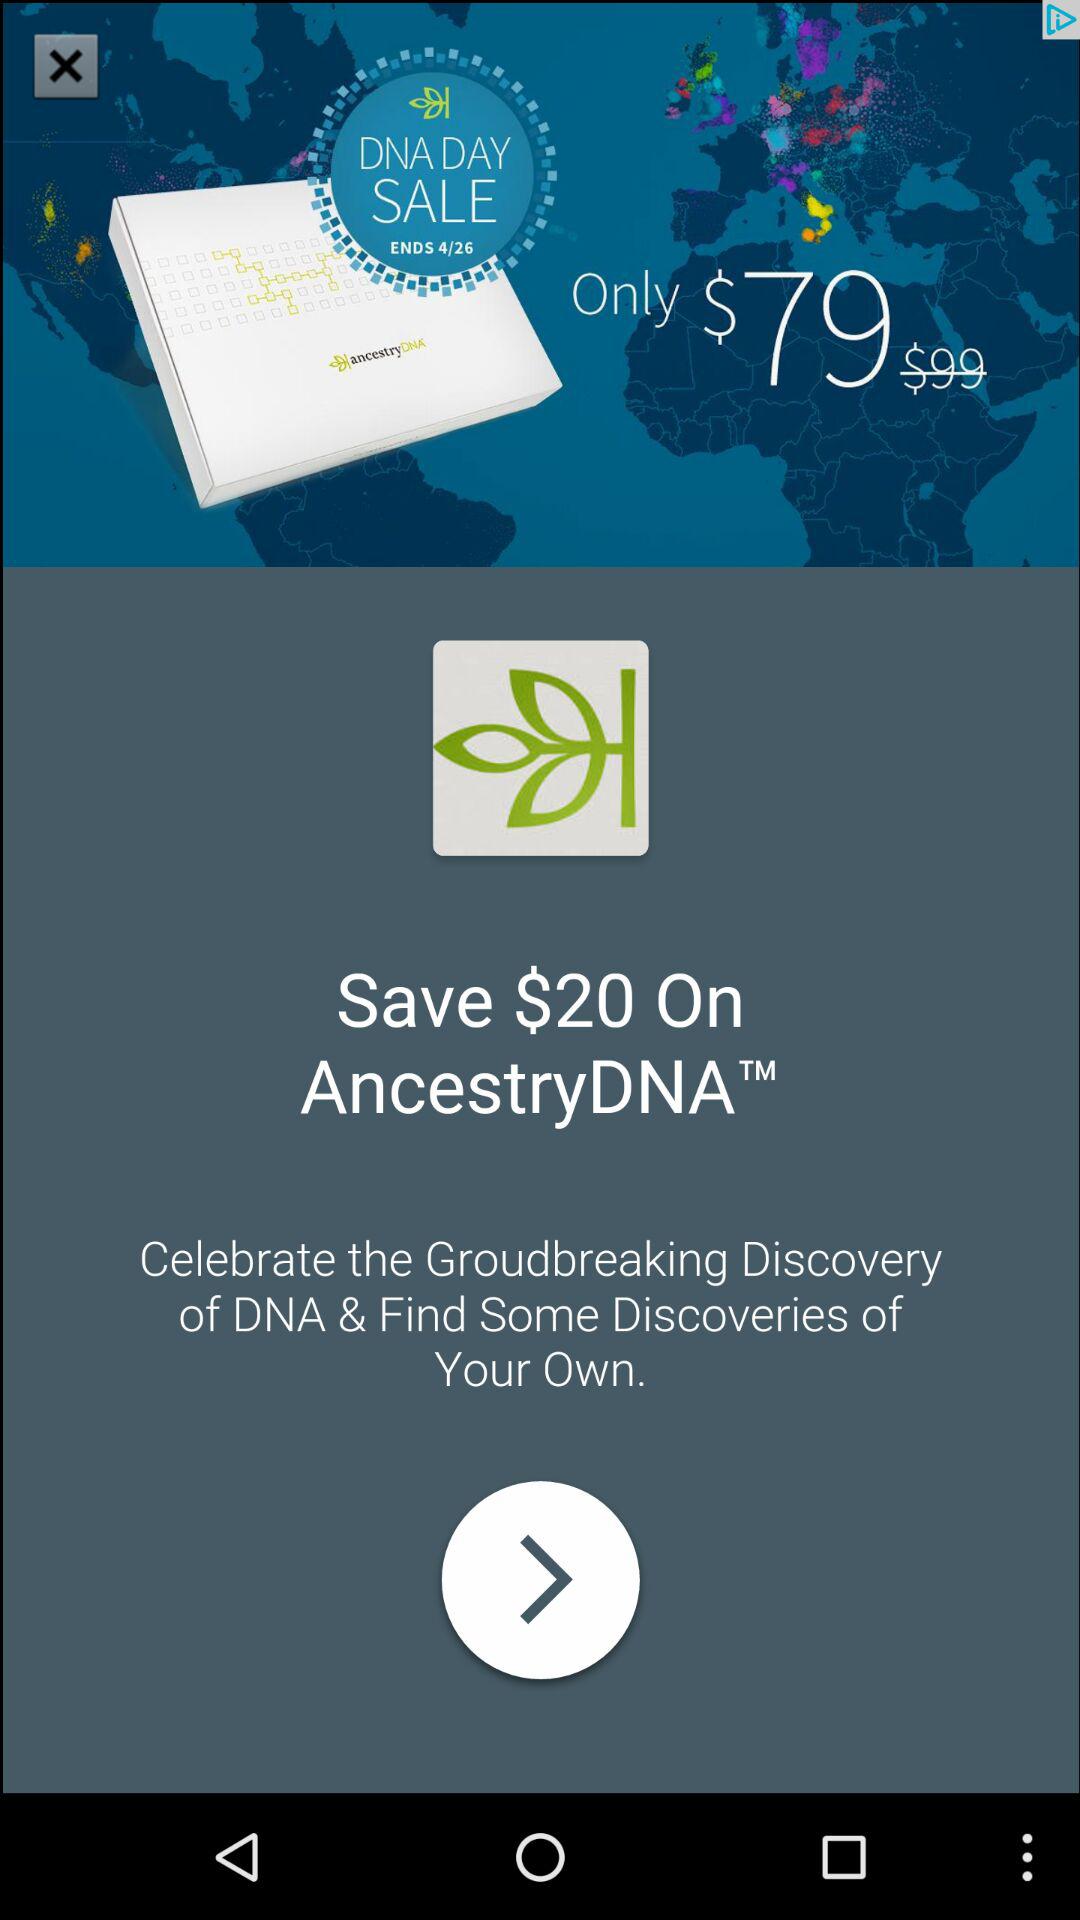 DNA DAY
SALE
ENDS 4/26
ancestryDNA
Only $79 $99
Save $20 On
AncestryDNA™
Celebrate the Groudbreaking Discovery
of DNA & Find Some Discoveries of
Your Own.